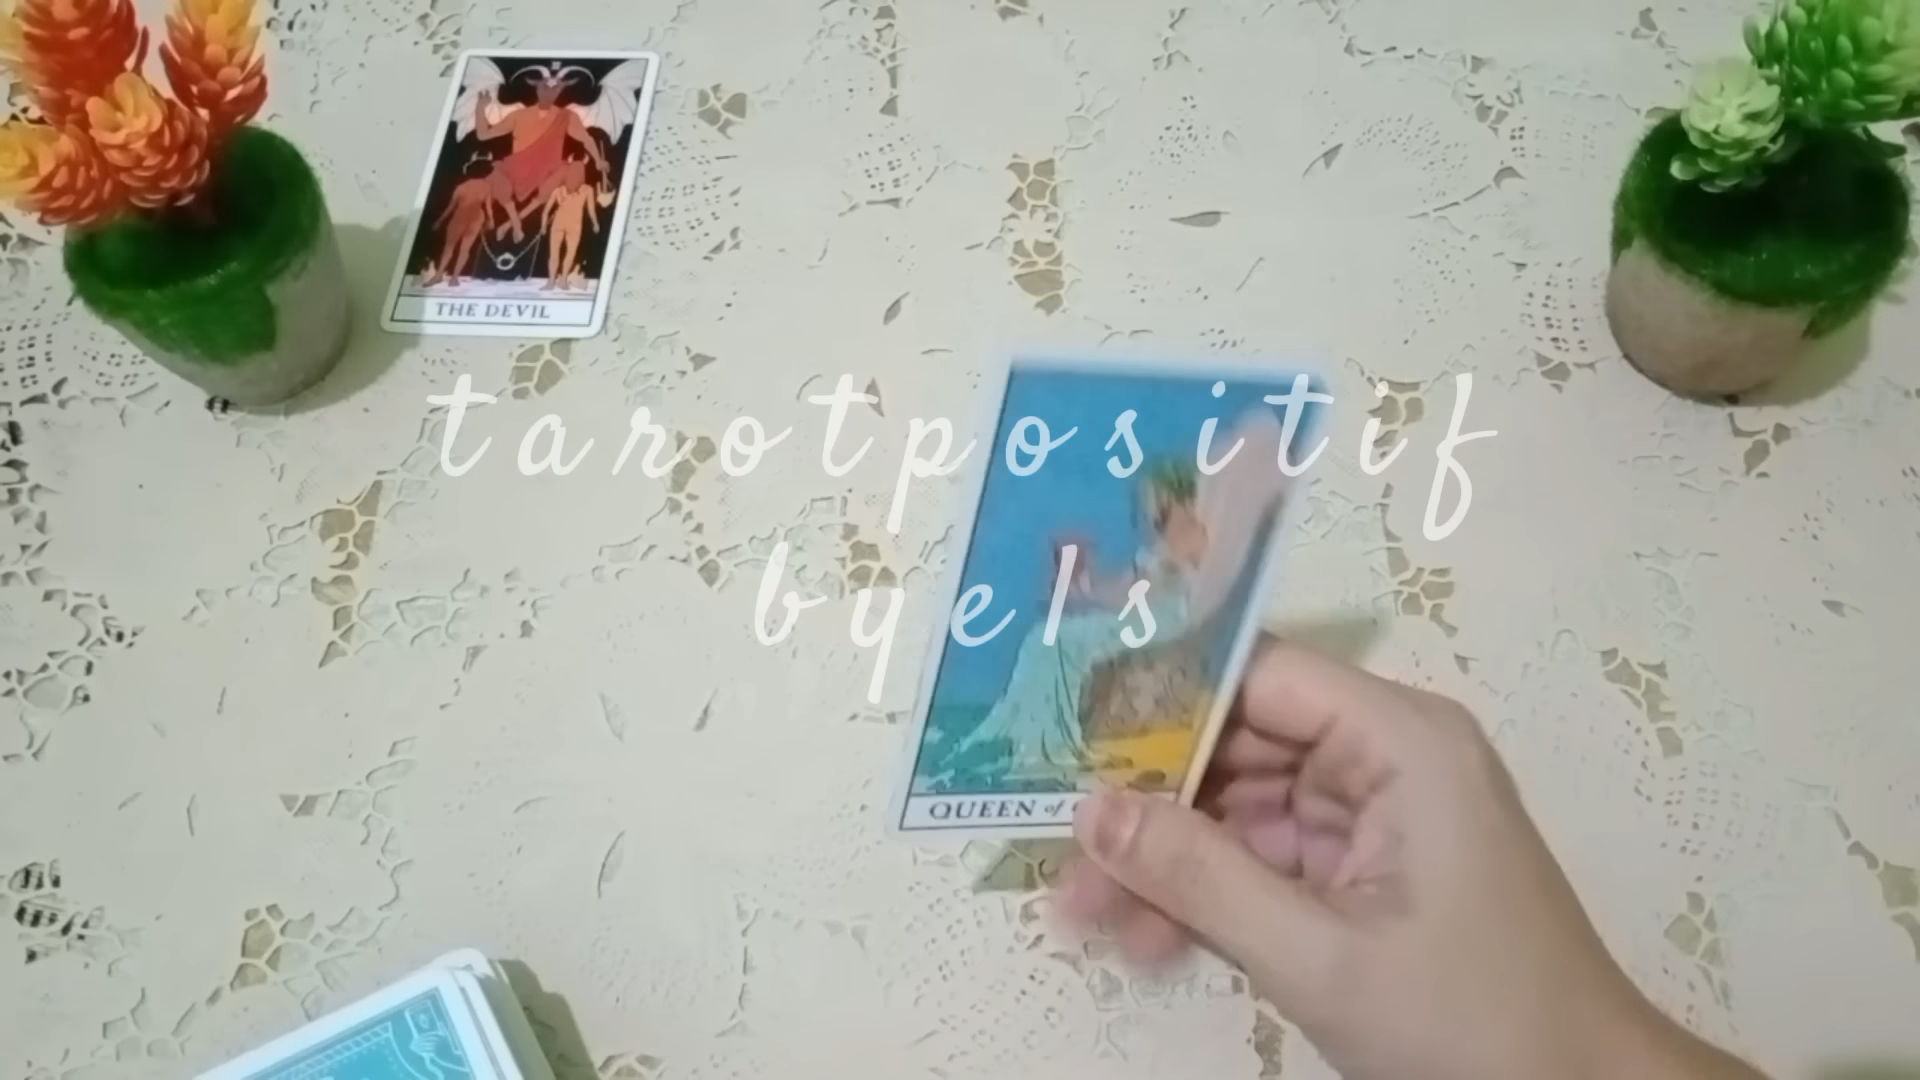 THE DEVIL
tarotpositif
byels
QUEEN of